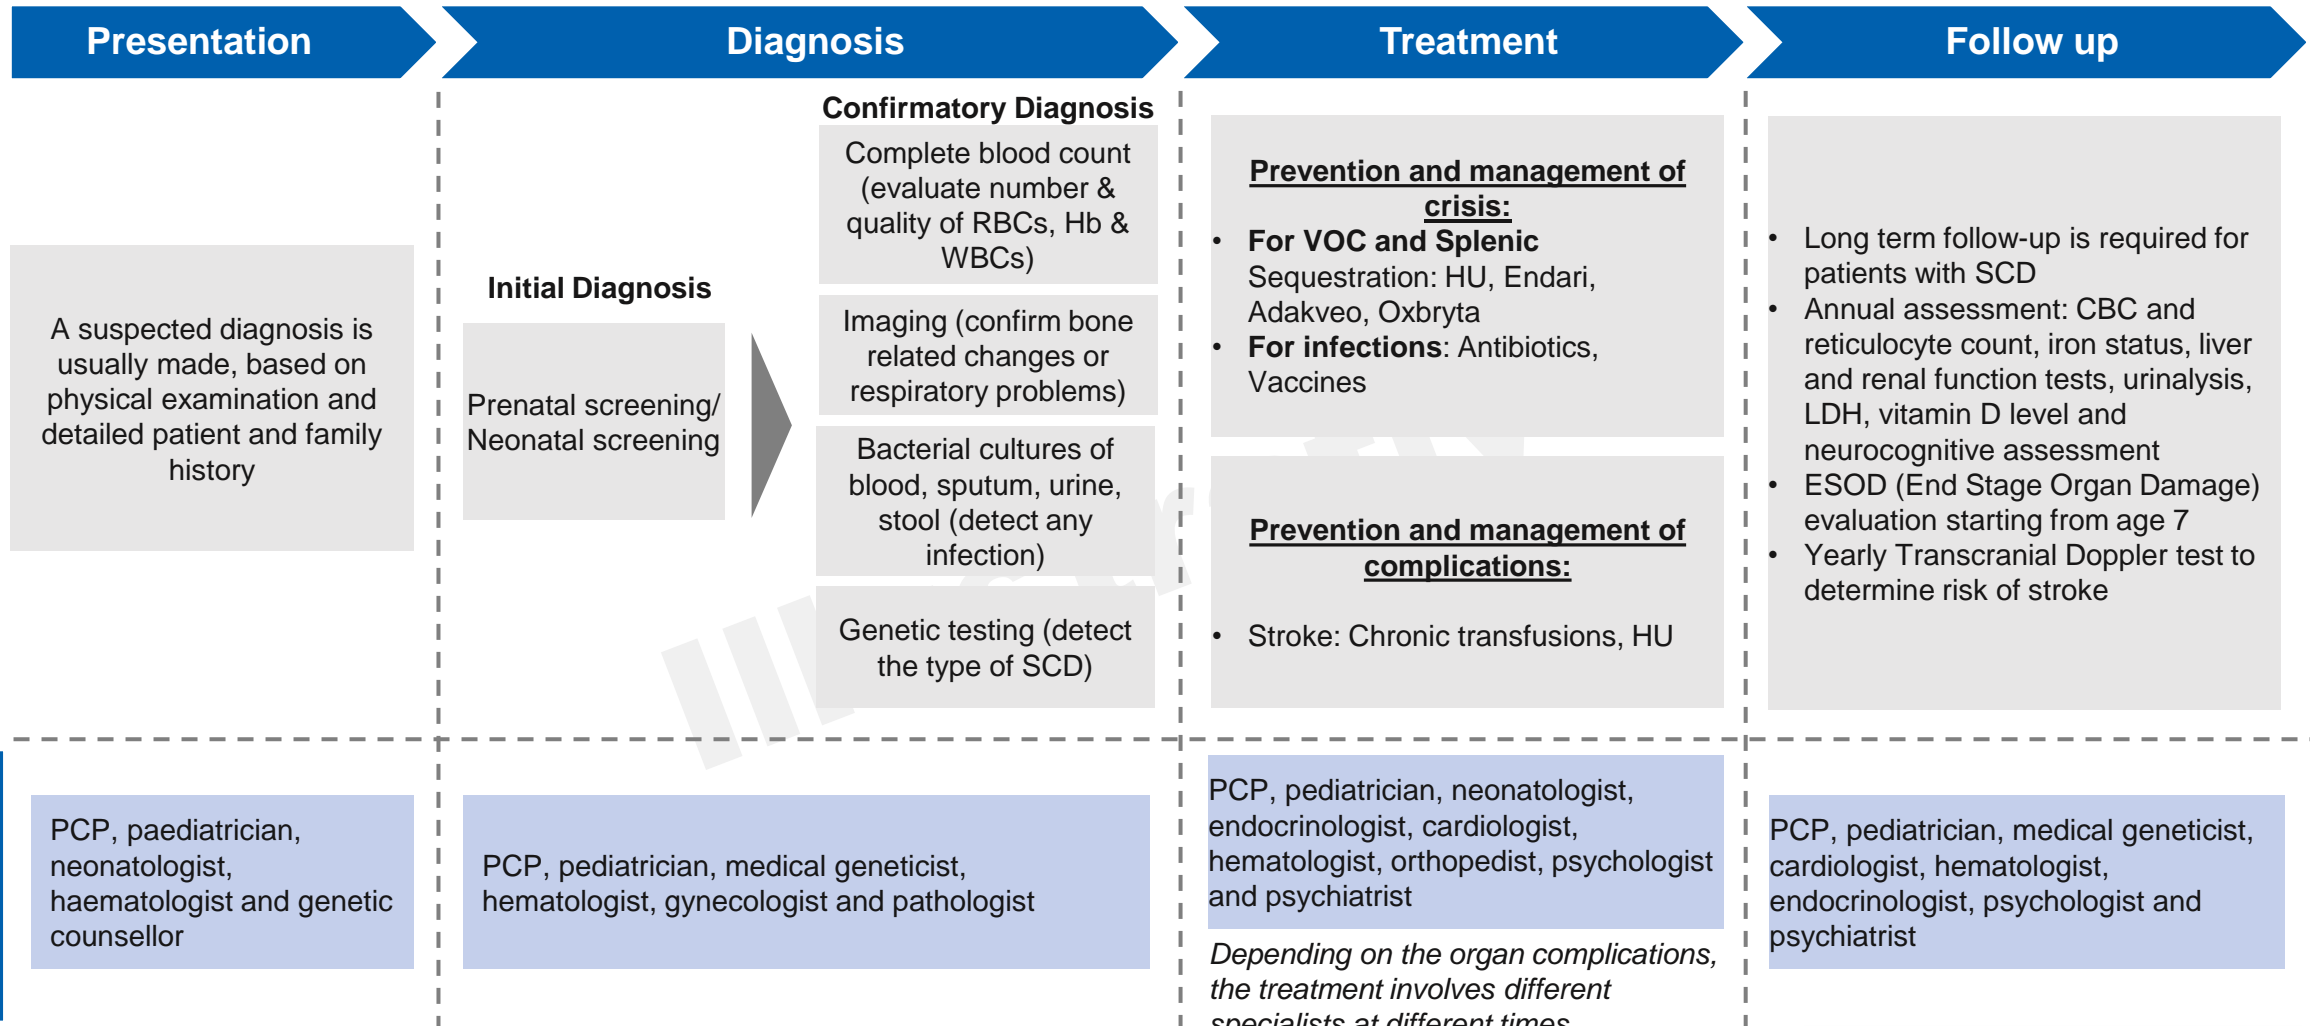 Presentation
Diagnosis
Treatment
Follow up
A suspected diagnosis is
usually made, based on
physical examination and
detailed patient and family
history
Initial Diagnosis
Prenatal screening/
Neonatal screening
Confirmatory Diagnosis
Complete blood count
(evaluate number &
quality of RBCs, Hb &
WBCs)
Imaging (confirm bone
related changes or
respiratory problems)
Bacterial cultures of
blood, sputum, urine,
stool (detect any
infection)
Genetic testing (detect
the type of SCD)
Prevention and management of
crisis:
• For VOC and Splenic
Sequestration: HU, Endari,
Adakveo, Oxbryta
• For infections: Antibiotics,
Vaccines
Prevention and management of
complications:
• Stroke: Chronic transfusions, HU
• Long term follow-up is required for
patients with SCD
• Annual assessment: CBC and
reticulocyte count, iron status, liver
and renal function tests, urinalysis,
LDH, vitamin D level and
neurocognitive assessment
• ESOD (End Stage Organ Damage)
evaluation starting from age 7
• Yearly Transcranial Doppler test to
determine risk of stroke
PCP, paediatrician,
neonatologist,
haematologist and genetic
counsellor
PCP, pediatrician, medical geneticist,
hematologist, gynecologist and pathologist
PCP, pediatrician, neonatologist,
endocrinologist, cardiologist,
hematologist, orthopedist, psychologist
and psychiatrist
Depending on the organ complications,
the treatment involves different
specialists at different times
PCP, pediatrician, medical geneticist,
cardiologist, hematologist,
endocrinologist, psychologist and
psychiatrist